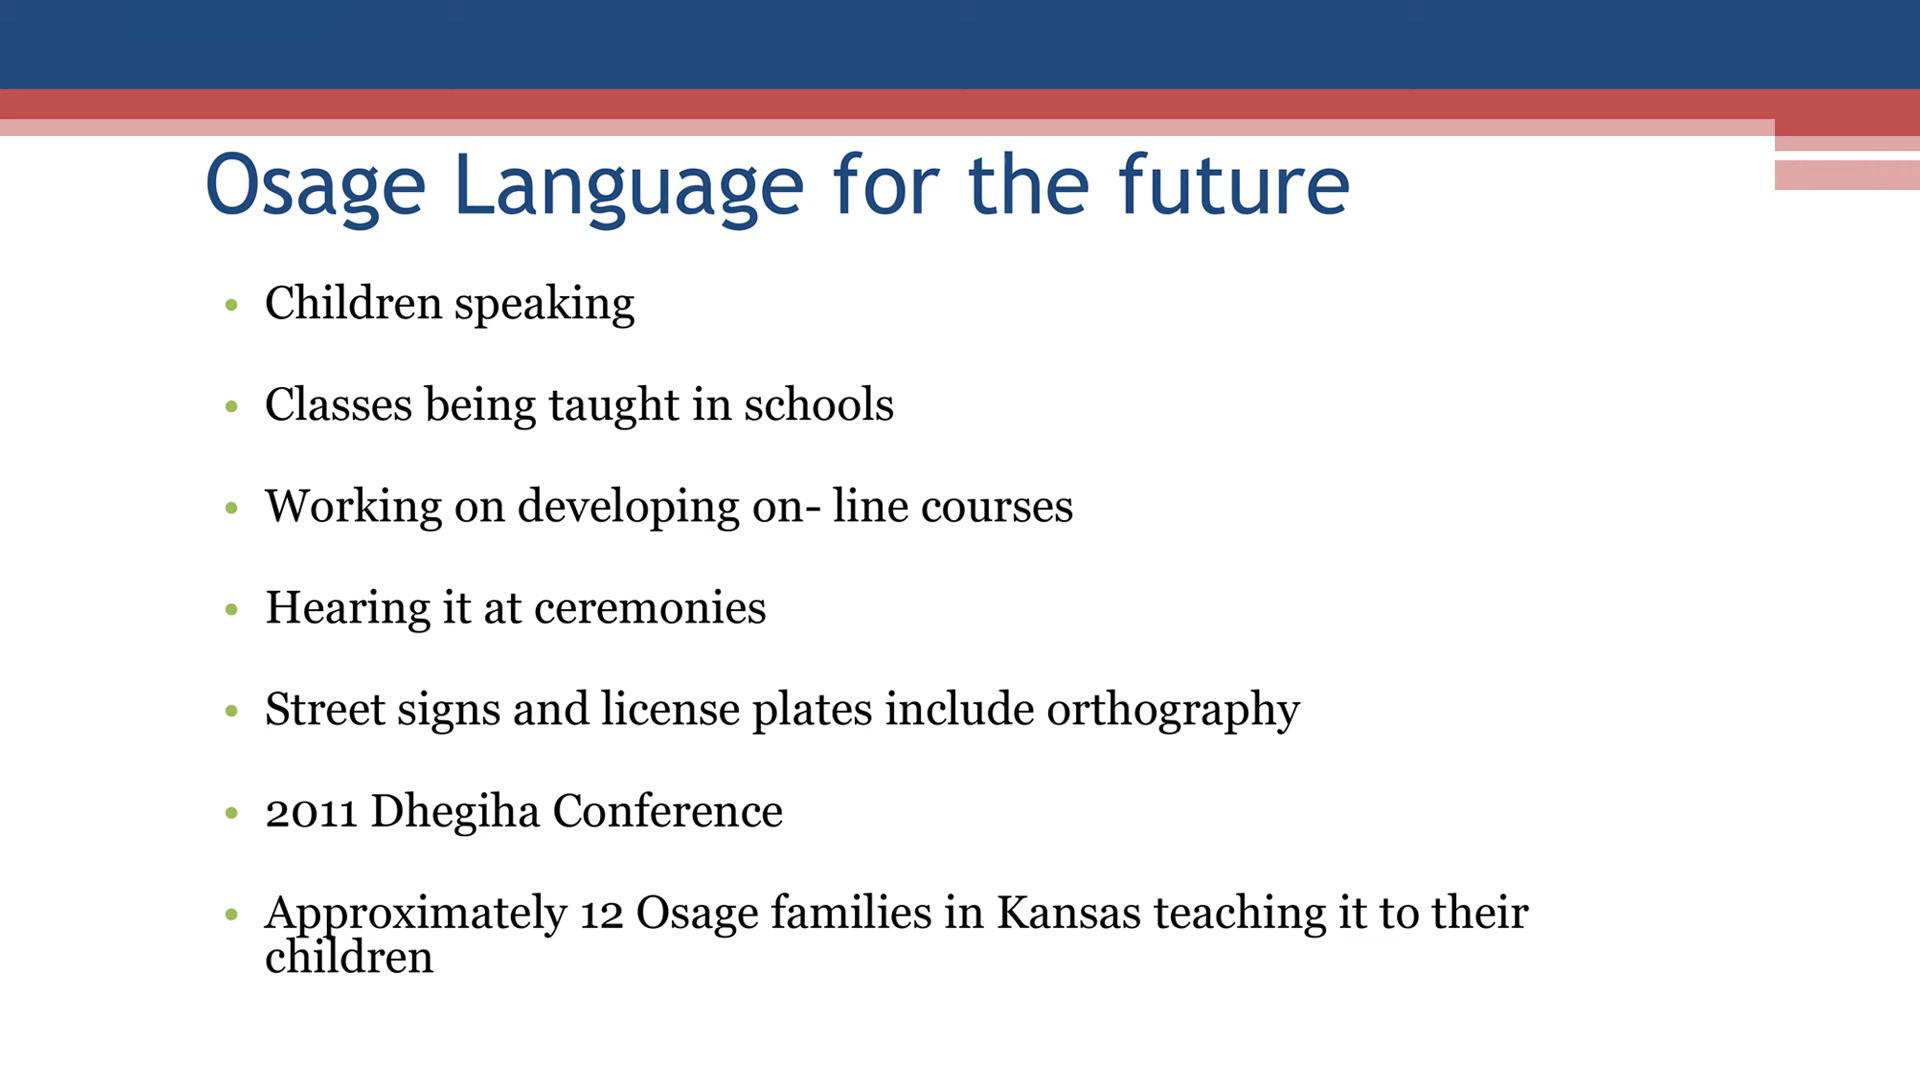 Osage Language for the future
• Children speaking
• Classes being taught in schools
• Working on developing on- line courses
• Hearing it at ceremonies
• Street signs and license plates include orthography
• 2011 Dhegiha Conference
• Approximately 12 Osage families in Kansas teaching it to their
children